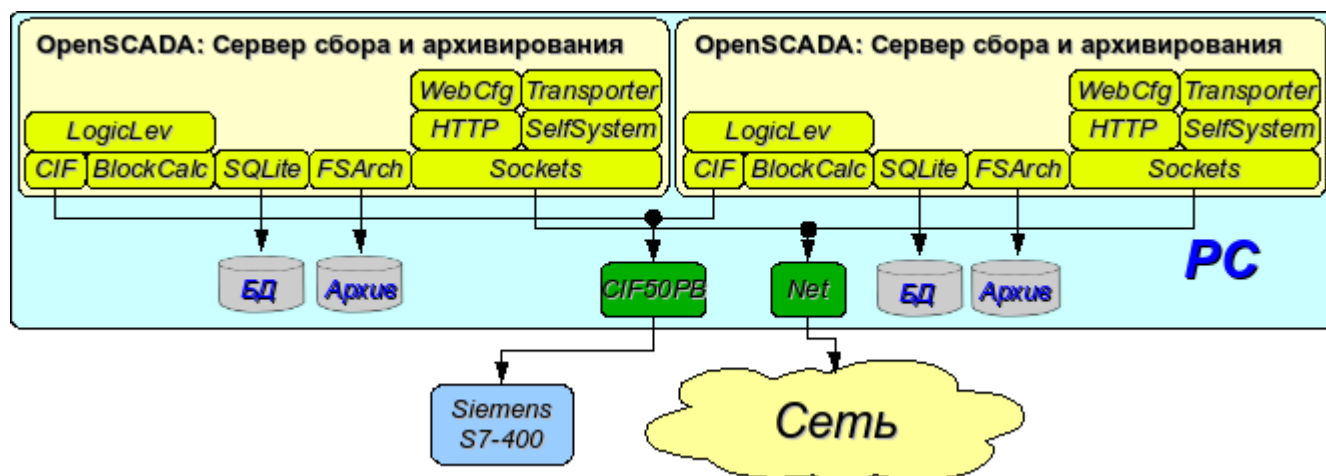 OpenSCADA: Сервер сбора и архивирования
OpenSCADA: Сервер сбора и архивирования
WebCfg Transporter
WebCfg Transporter
LogicLev HTTP SelfSystem
LogicLev HTTP SelfSystem
CIF BlockCalc SQLite FSArch Sockets
CIF BlockCalc SQLite FSArch Sockets
PC
БД Архив CIF50PB Net БД Архив
Siemens
S7-400
Сеть